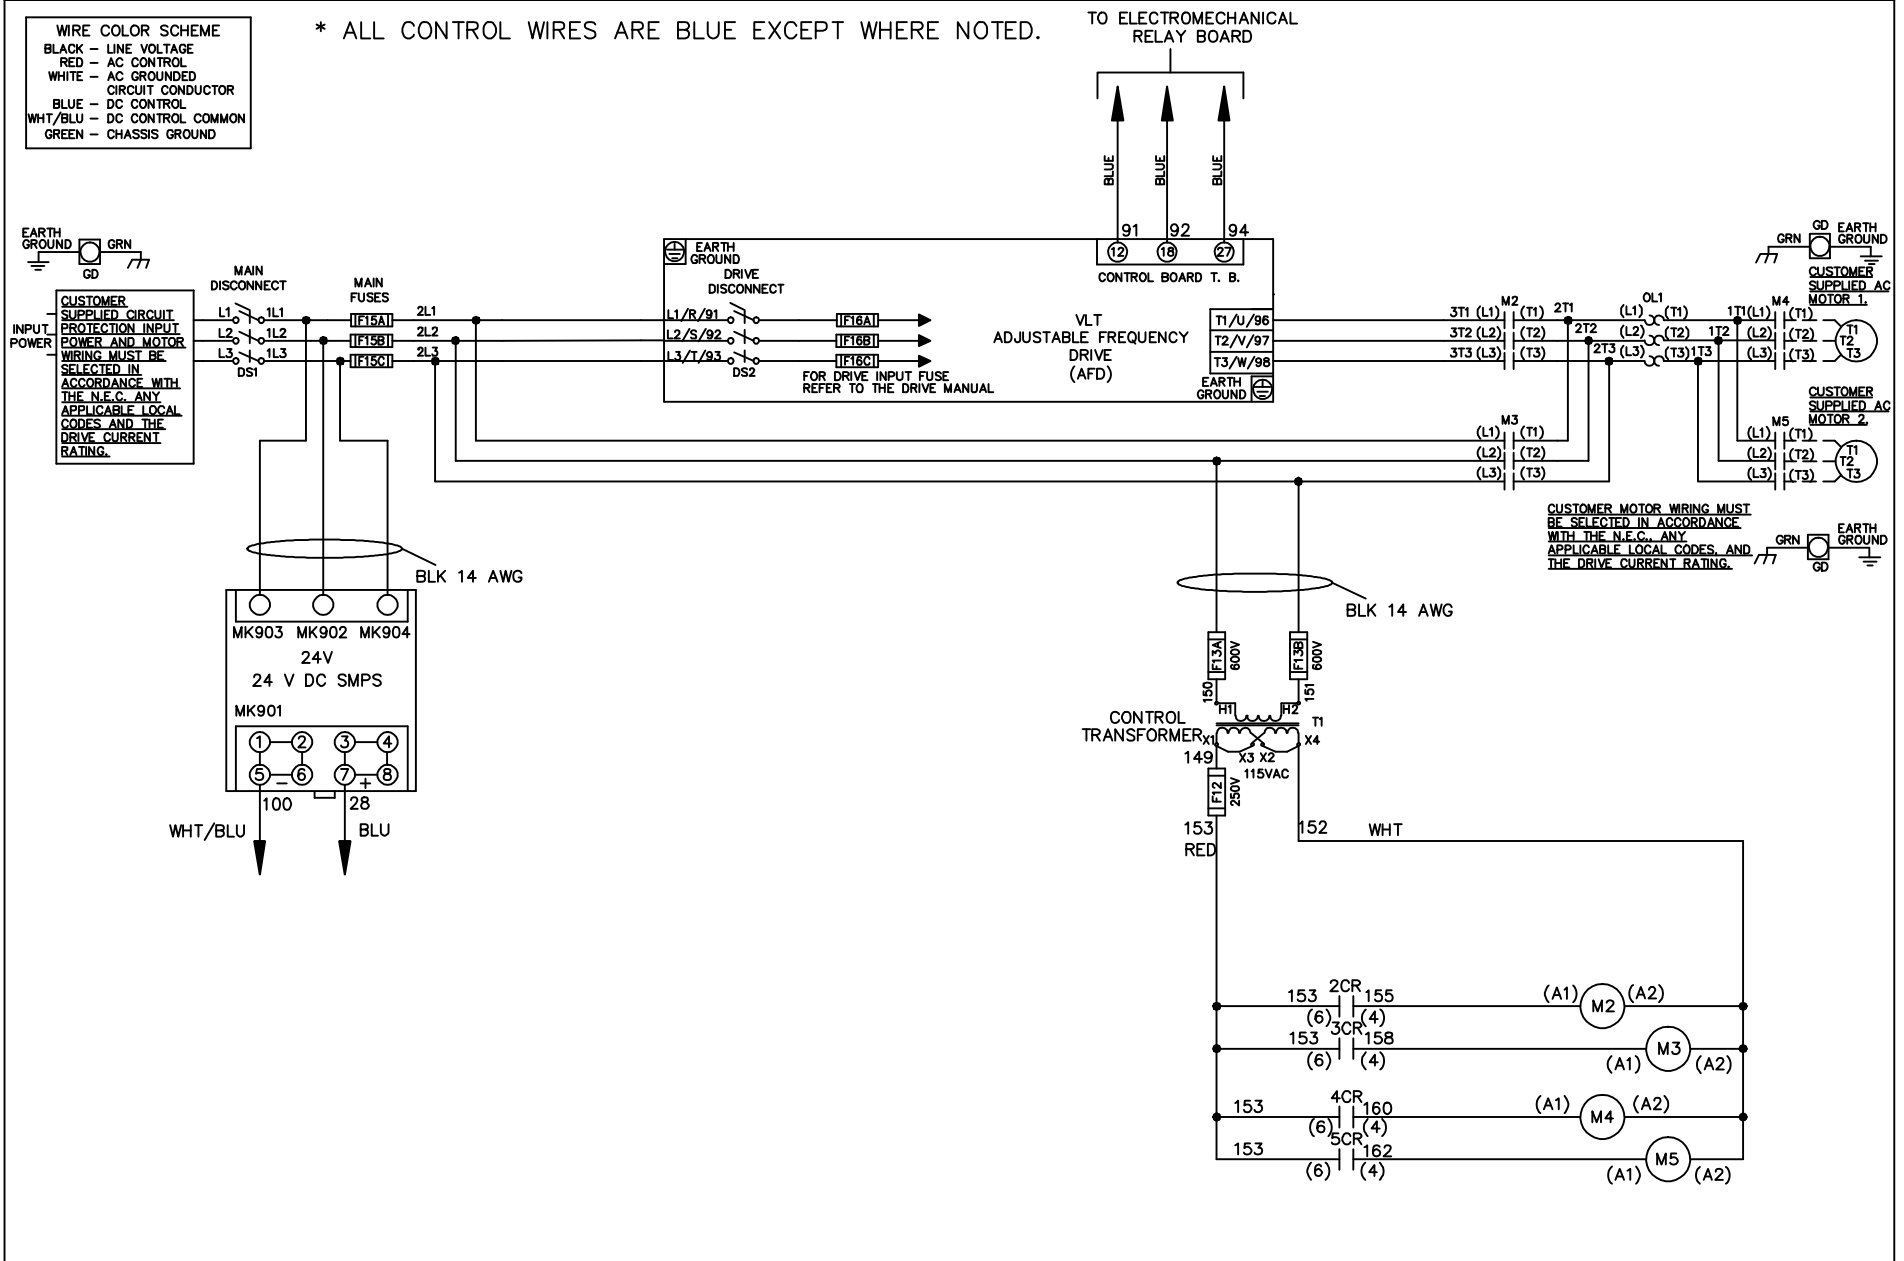 WIRE COLOR SCHEME
BLACK – LINE VOLTAGE
RED – AC CONTROL
WHITE – AC GROUNDED
CIRCUIT CONDUCTOR
BLUE – DC CONTROL
WHT/BLU – DC CONTROL COMMON
GREEN – CHASSIS GROUND
* ALL CONTROL WIRES ARE BLUE EXCEPT WHERE NOTED.
TO ELECTROMECHANICAL
RELAY BOARD
BLUE
BLUE
BLUE
91 92 94
12 18 27
CONTROL BOARD T. B.
EARTH
GROUND
GRN
GD
INPUT
POWER
CUSTOMER
SUPPLIED CIRCUIT
PROTECTION INPUT
POWER AND MOTOR
WIRING MUST BE
SELECTED IN
ACCORDANCE WITH
THE N.E.C. ANY
APPLICABLE LOCAL
CODES AND THE
DRIVE CURRENT
RATING.
MAIN
DISCONNECT
L1 1L1
L2 1L2
L3 1L3
DS1
MAIN
FUSES
F15A 2L1
F15B 2L2
F15C 2L3
EARTH
GROUND
DRIVE
DISCONNECT
L1/R/91
L2/S/92
L3/T/93
DS2
F16A
F16B
F16C
FOR DRIVE INPUT FUSE
REFER TO THE DRIVE MANUAL
VLT
ADJUSTABLE FREQUENCY
DRIVE
(AFD)
T1/U/96
T2/V/97
T3/W/98
EARTH
GROUND
M2
3T1 (L1) (T1) 2T1
3T2 (L2) (T2) 2T2
3T3 (L3) (T3) 2T3
OL1
(L1) (T1) 1T1
(L2) (T2) 1T2
(L3) (T3) 1T3
M4
(L1) (T1)
(L2) (T2)
(L3) (T3)
T1
T2
T3
GD
GRN
EARTH
GROUND
CUSTOMER
SUPPLIED AC
MOTOR 1.
M3
(L1) (T1)
(L2) (T2)
(L3) (T3)
CUSTOMER
SUPPLIED AC
MOTOR 2.
M5
(L1) (T1)
(L2) (T2)
(L3) (T3)
T1
T2
T3
CUSTOMER MOTOR WIRING MUST
BE SELECTED IN ACCORDANCE
WITH THE N.E.C., ANY
APPLICABLE LOCAL CODES, AND
THE DRIVE CURRENT RATING.
GRN
GD
EARTH
GROUND
BLK 14 AWG
MK903 MK902 MK904
24V
24 V DC SMPS
MK901
1 2 3 4
5 6 7 8
– +
100 28
WHT/BLU BLU
BLK 14 AWG
F13A 600V
F13B 600V
150 151
H1 H2
CONTROL
TRANSFORMER
T1
X1 X3 X2 X4
149
115VAC
F12 250V
153
RED
152 WHT
2CR
153 155 (A1) M2 (A2)
(6) (4)
3CR
153 158 M3
(6) (4) (A1) (A2)
4CR
153 160 (A1) M4 (A2)
(6) (4)
5CR
153 162 M5
(6) (4) (A1) (A2)